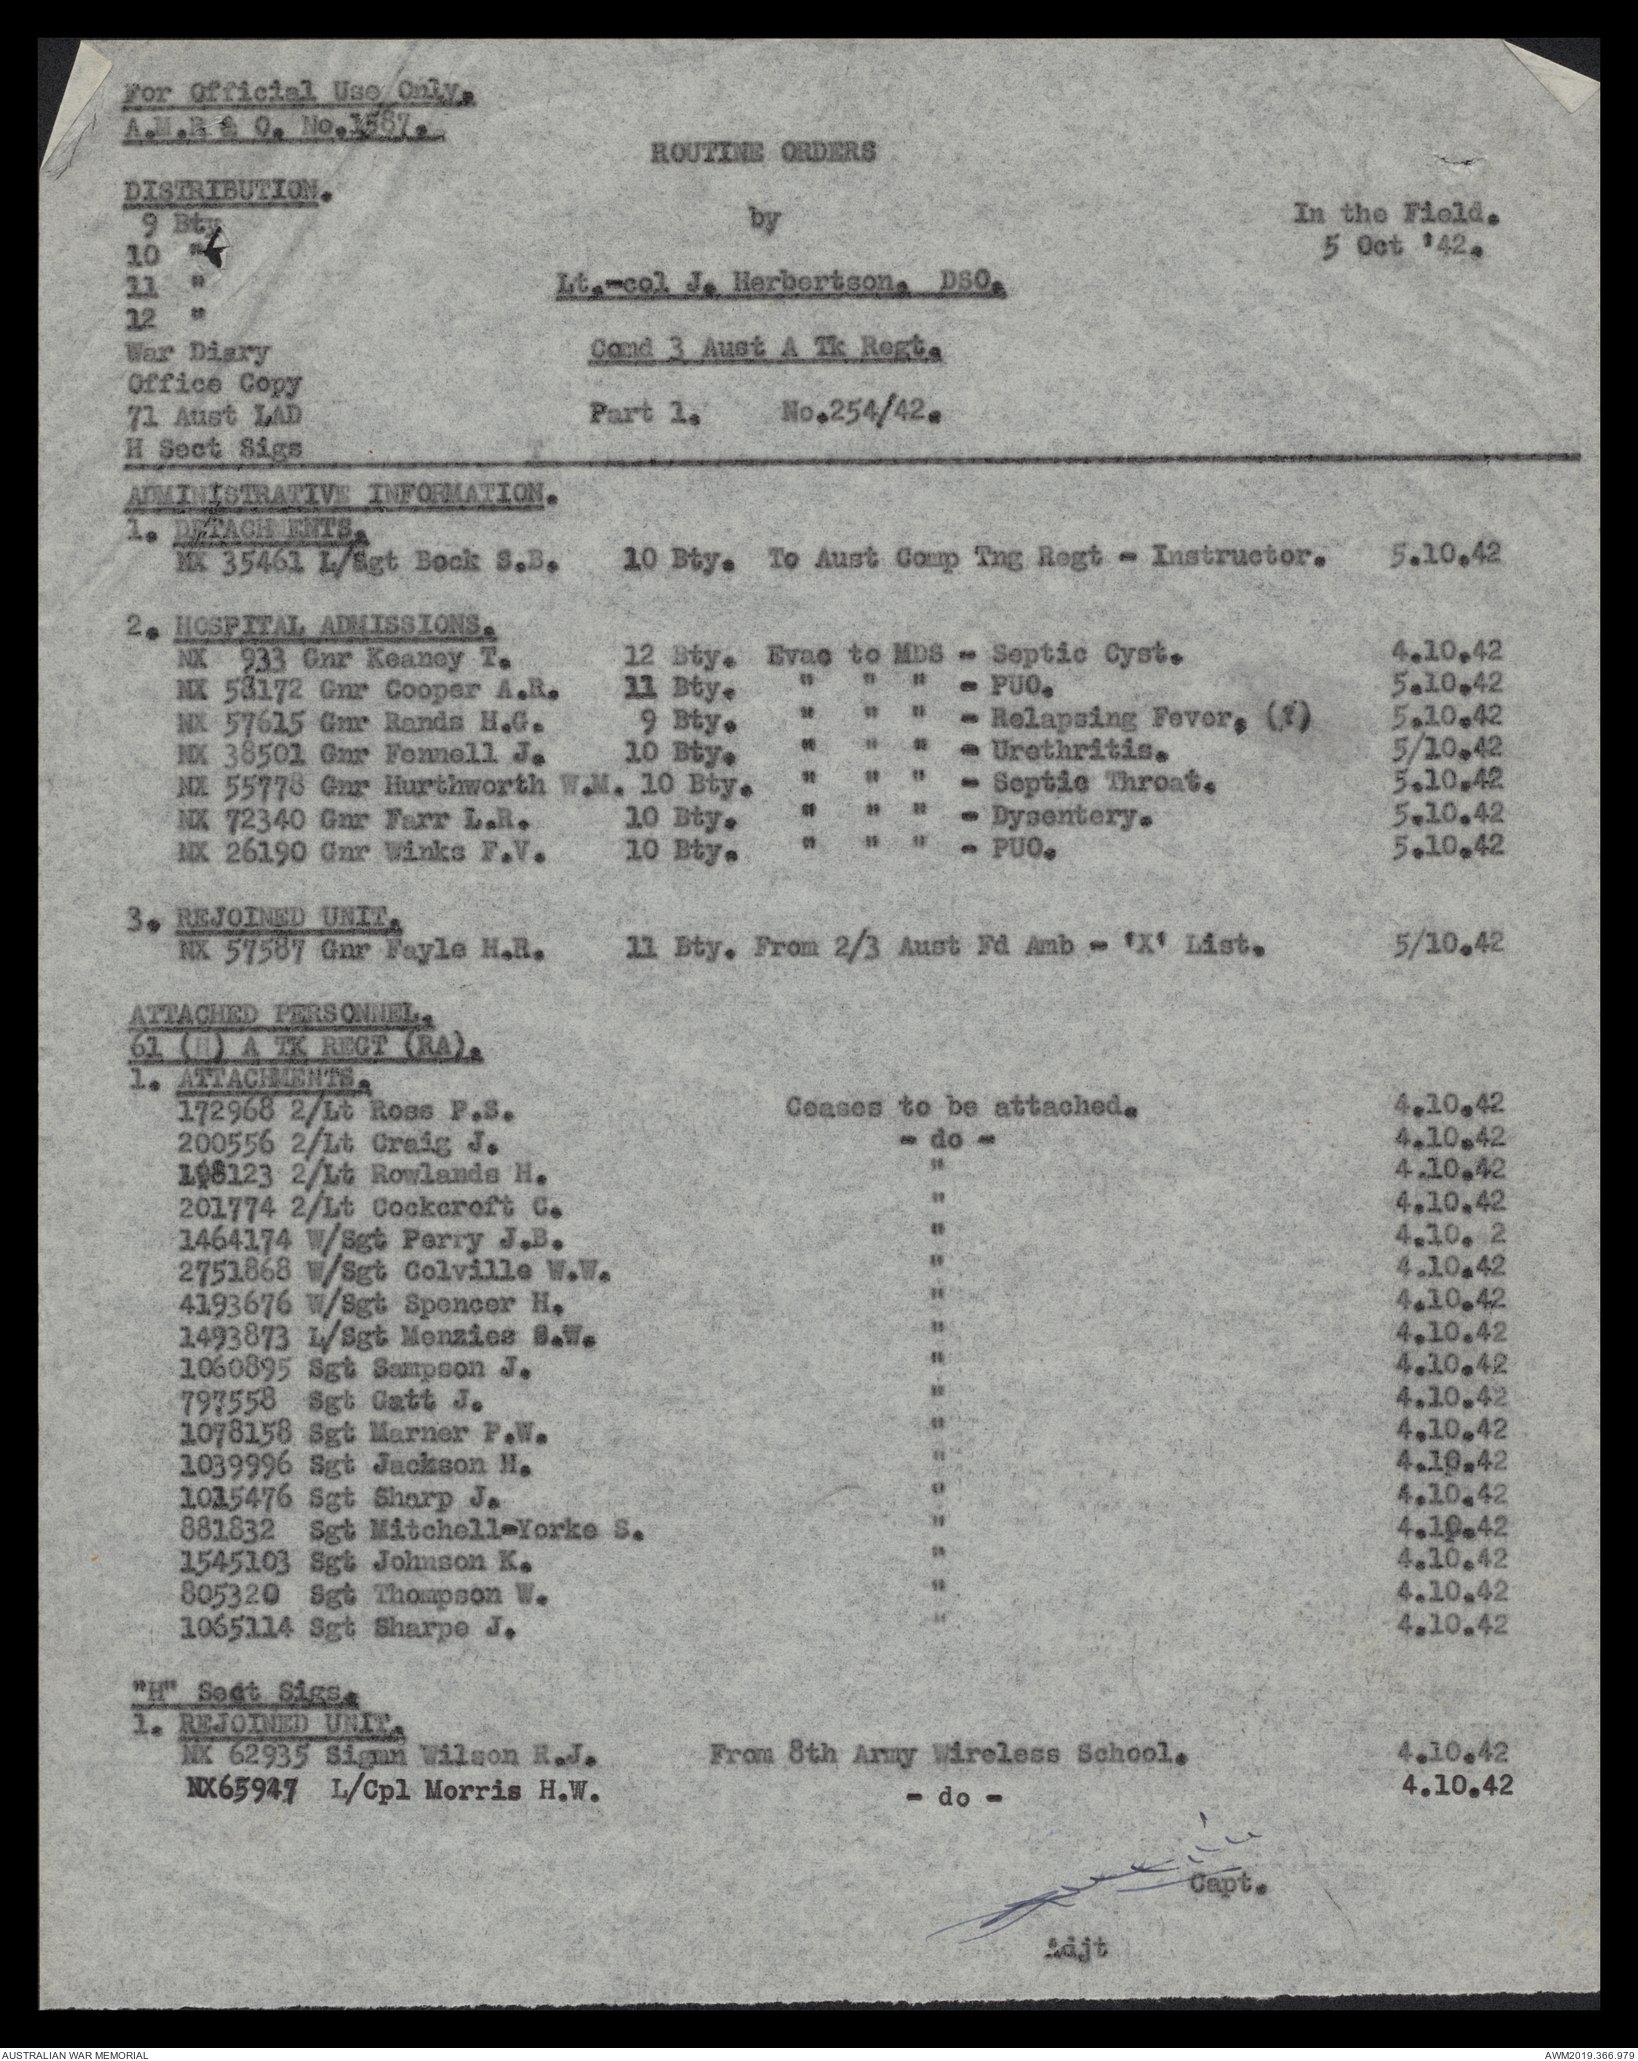 For Official Use Only.
A.M.R & O. No.1587.
ROUTINE ORDERS
DISTRIBUTION.
9 Bty
by
In the Field.
10 "
5 Oct '42.
11 "
Lt.-col J. Herbertson. DSO.
12 "
War Diary
Comd 3 Aust A Tk Regt.
Office Copy
71 Aust LAD
Part 1. No.254/42.
H Sect Sigs
ADMINISTRATIVE INFORMATION.
1. DETACHMENTS.
NX 35461 L/Sgt Bock S.B. 10 Bty. To Aust Comp Tng Regt - Instructor. 5.10.42
2. HOSPITAL ADMISSIONS.
NX 933 Gnr Keaney T. 12 Bty. Evac to MDS - Septic Cyst. 4.10.42
NX Gnr Cooper A.R. 11 Bty. " " " - PUO. 5.10.42
NX 57615 Gnr Rands H.G. 9 Bty. " " " - Relapsing Fever. (?) 5.10.42
NX 38501 Gnr Fennell J. 10 Bty. " " " - Urethritis. 5/10.42
NX 55778 Gnr Hurthworth W.M. 10 Bty. " " " - Septic Throat. 5.10.42
NX 72340 Gnr Farr L.R. 10 Bty. " " " - Dysentery. 5.10.42
NX 26190 Gnr Winks F.V. 10 Bty. " " " - PUO. 5.10.42
3. REJOINED UNIT.
NX 57587 Gnr Fayle H.R. 11 Bty. From 2/3 Aust Fd Amb - 'X' List. 5/10.42
ATTACHED PERSONNEL.
61 (H) A TK REGT (RA).
1. ATTACHMENTS.
172968 2/Lt Ross P.S. Ceases to be attached. 4.10.42
200556 2/Lt Craig J. - do - 4.10.42
2/Lt Rowlands H. " 4.10.42
201774 2/Lt Cockcroft C. " 4.10.42
1464174 W/Sgt Perry J.B. " 4.10. 2
2751868 W/Sgt Colville W.W. " 4.10.42
4193676 W/Sgt Spencer H. " 4.10.42
1493873 L/Sgt Menzies S.W. " 4.10.42
1060895 Sgt Sampson J. " 4.10.42
797558 Sgt Gatt J. " 4.10.42
1078158 Sgt Marner P.W. " 4.10.42
1039996 Sgt Jackson H. " 4.10.42
1015476 Sgt Sharp J. " 4.10.42
881832 Sgt Mitchell-Yorke S. " 4.10.42
1545103 Sgt Johnson K. " 4.10.42
805320 Sgt Thompson W. " 4.10.42
1065114 Sgt Sharpe J. " 4.10.42
"H" Sect Sigs.
1. REJOINED UNIT.
NX 62935 Sigmn Wilson R.J. From 8th Army Wireless School. 4.10.42
NX65947 L/Cpl Morris H.W. - do - 4.10.42
Capt.
Adjt
AUSTRALIAN WAR MEMORIAL
AWM2019.366.979